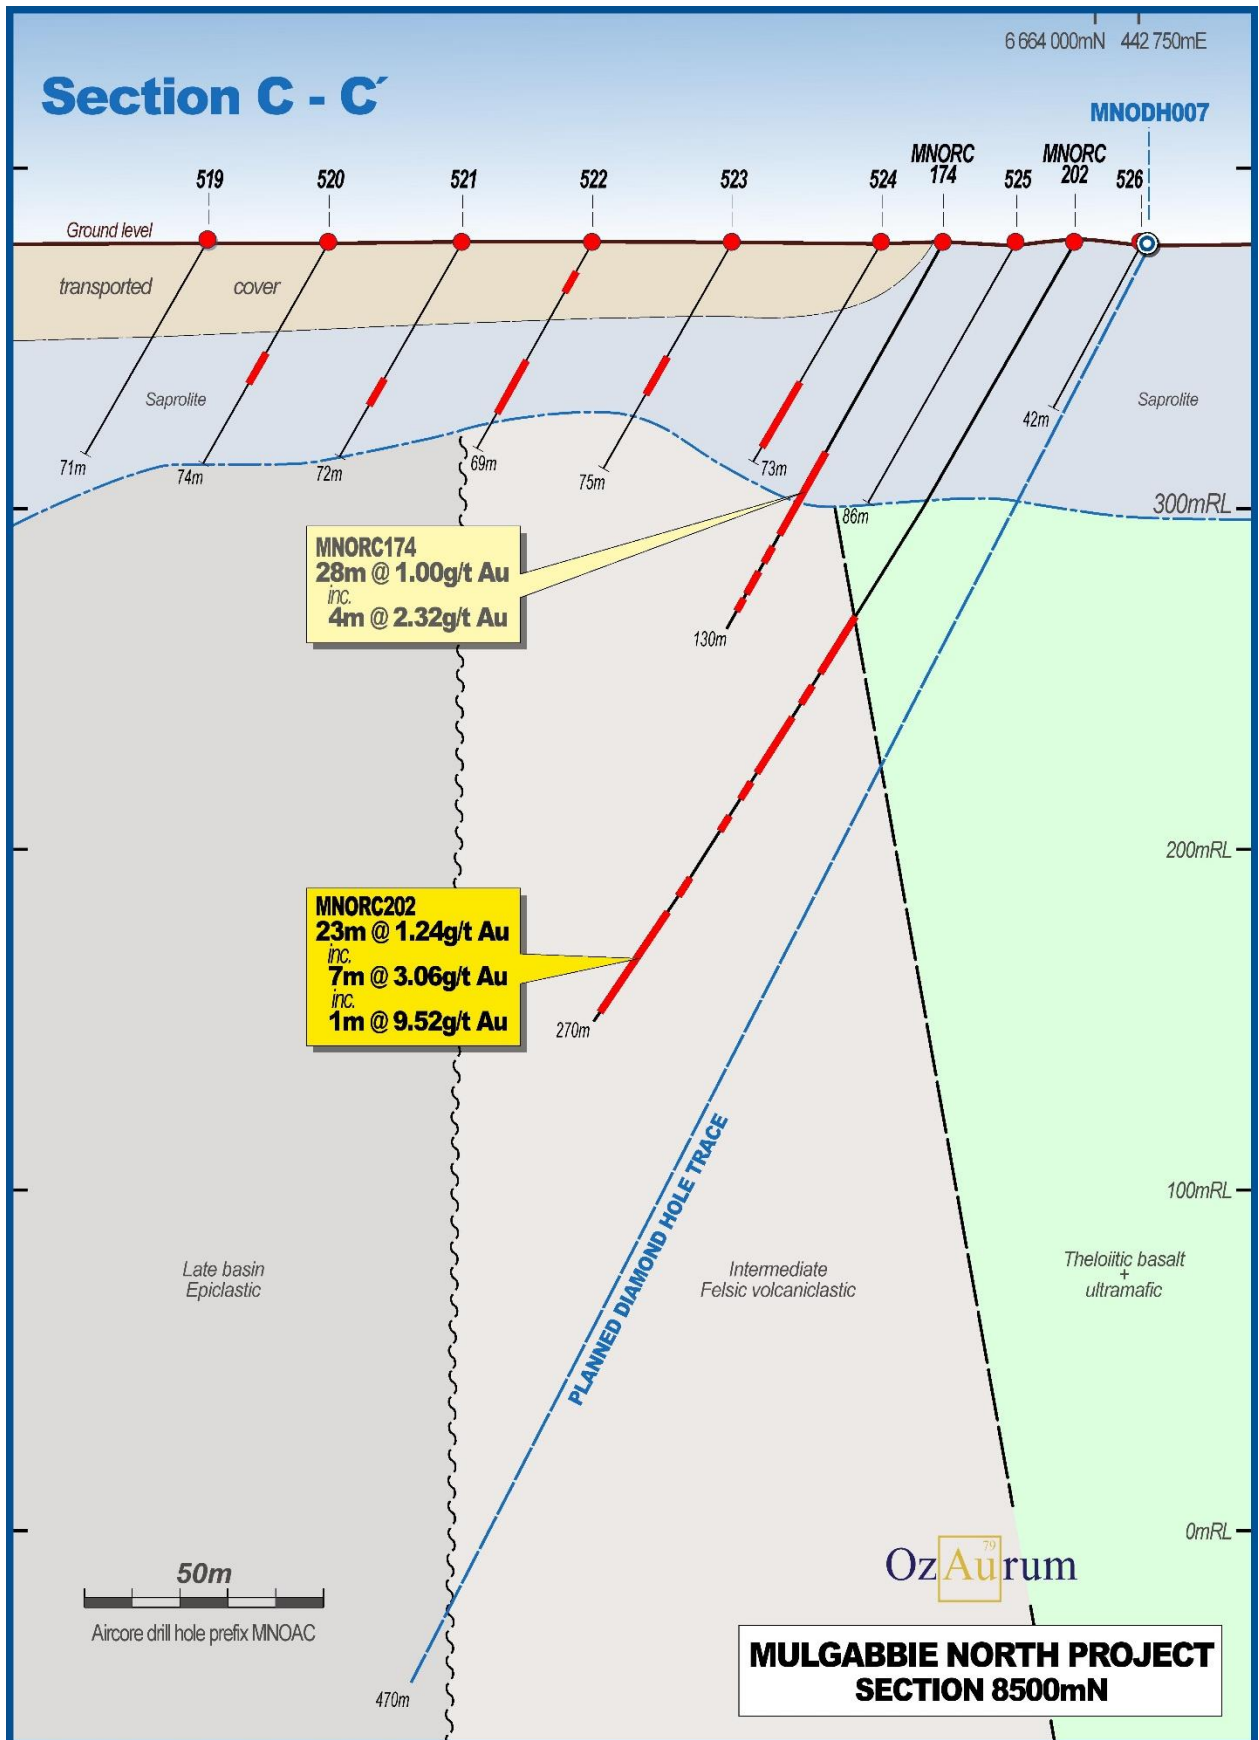 6 664 000mN 442 750mE
Section C - C´
MNODH007
519
520
521
522
523
524
MNORC
174
525
MNORC
202
526
Ground level
transported cover
Saprolite
Saprolite
71m
74m
72m
69m
75m
73m
86m
42m
300mRL
MNORC174
28m @ 1.00g/t Au
inc.
4m @ 2.32g/t Au
130m
200mRL
MNORC202
23m @ 1.24g/t Au
inc.
7m @ 3.06g/t Au
inc.
1m @ 9.52g/t Au
270m
PLANNED DIAMOND HOLE TRACE
100mRL
Late basin
Epiclastic
Intermediate
Felsic volcaniclastic
Theloiitic basalt
+
ultramafic
0mRL
79
OzAurum
50m
Aircore drill hole prefix MNOAC
470m
MULGABBIE NORTH PROJECT
SECTION 8500mN